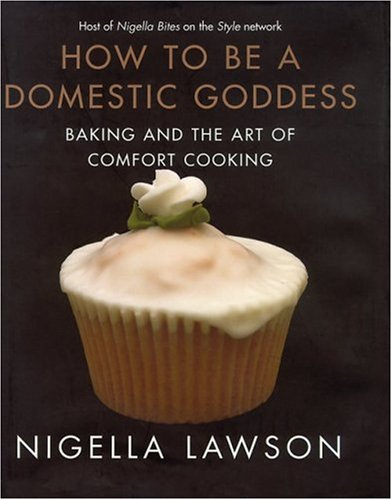 Host of Nigella Bites on the Style network
HOW TO BE A
DOMESTIC GODDESS
BAKING AND THE ART OF
COMFORT COOKING
NIGELLA LAWSON